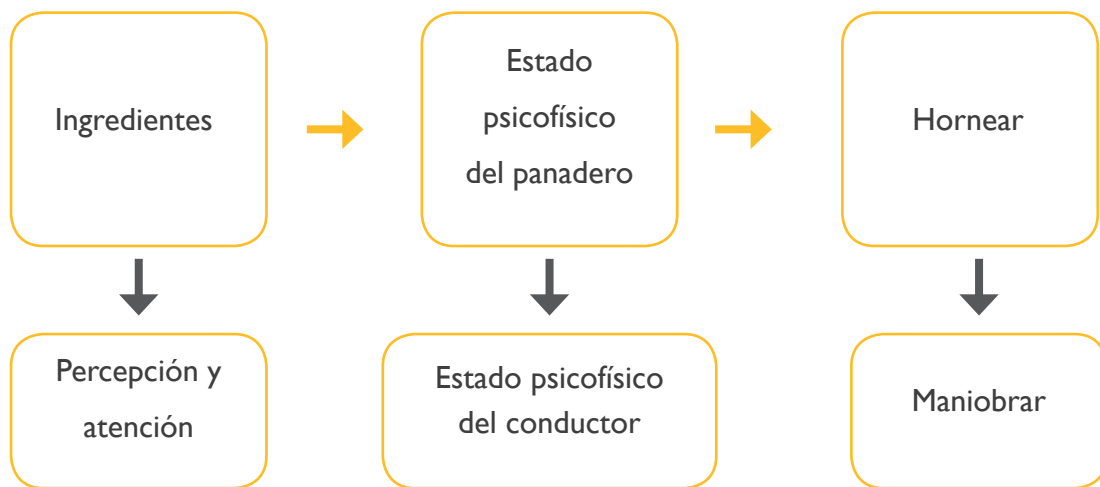 Ingredientes
Estado
psicofísico
del panadero
Hornear
Percepción y
atención
Estado psicofísico
del conductor
Maniobrar